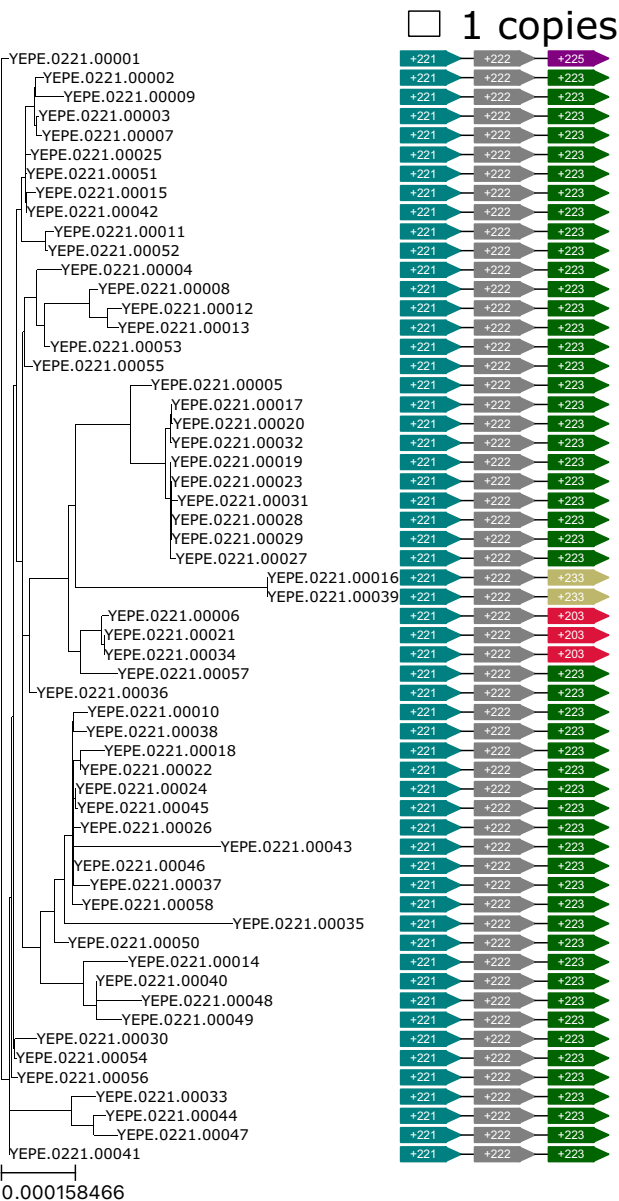 1 copies
YEPE.0221.00001 +221 +222 +225
YEPE.0221.00002 +221 +222 +223
YEPE.0221.00009 +221 +222 +223
YEPE.0221.00003 +221 +222 +223
YEPE.0221.00007 +221 +222 +223
YEPE.0221.00025 +221 +222 +223
YEPE.0221.00051 +221 +222 +223
YEPE.0221.00015 +221 +222 +223
YEPE.0221.00042 +221 +222 +223
YEPE.0221.00011 +221 +222 +223
YEPE.0221.00052 +221 +222 +223
YEPE.0221.00004 +221 +222 +223
YEPE.0221.00008 +221 +222 +223
YEPE.0221.00012 +221 +222 +223
YEPE.0221.00013 +221 +222 +223
YEPE.0221.00053 +221 +222 +223
YEPE.0221.00055 +221 +222 +223
YEPE.0221.00005 +221 +222 +223
YEPE.0221.00017 +221 +222 +223
YEPE.0221.00020 +221 +222 +223
YEPE.0221.00032 +221 +222 +223
YEPE.0221.00019 +221 +222 +223
YEPE.0221.00023 +221 +222 +223
YEPE.0221.00031 +221 +222 +223
YEPE.0221.00028 +221 +222 +223
YEPE.0221.00029 +221 +222 +223
YEPE.0221.00027 +221 +222 +223
YEPE.0221.00016 +221 +222 +233
YEPE.0221.00039 +221 +222 +233
YEPE.0221.00006 +221 +222 +203
YEPE.0221.00021 +221 +222 +203
YEPE.0221.00034 +221 +222 +203
YEPE.0221.00057 +221 +222 +223
YEPE.0221.00036 +221 +222 +223
YEPE.0221.00010 +221 +222 +223
YEPE.0221.00038 +221 +222 +223
YEPE.0221.00018 +221 +222 +223
YEPE.0221.00022 +221 +222 +223
YEPE.0221.00024 +221 +222 +223
YEPE.0221.00045 +221 +222 +223
YEPE.0221.00026 +221 +222 +223
YEPE.0221.00043 +221 +222 +223
YEPE.0221.00046 +221 +222 +223
YEPE.0221.00037 +221 +222 +223
YEPE.0221.00058 +221 +222 +223
YEPE.0221.00035 +221 +222 +223
YEPE.0221.00050 +221 +222 +223
YEPE.0221.00014 +221 +222 +223
YEPE.0221.00040 +221 +222 +223
YEPE.0221.00048 +221 +222 +223
YEPE.0221.00049 +221 +222 +223
YEPE.0221.00030 +221 +222 +223
YEPE.0221.00054 +221 +222 +223
YEPE.0221.00056 +221 +222 +223
YEPE.0221.00033 +221 +222 +223
YEPE.0221.00044 +221 +222 +223
YEPE.0221.00047 +221 +222 +223
YEPE.0221.00041 +221 +222 +223
0.000158466